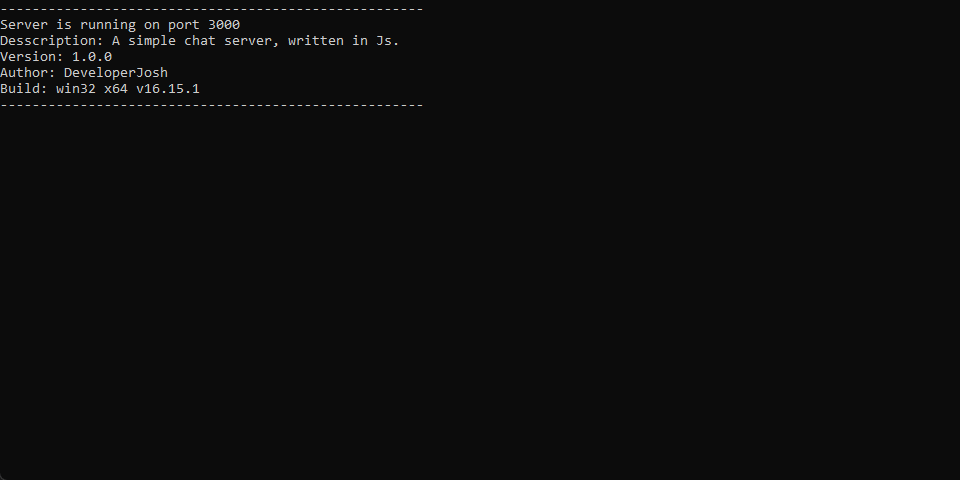 -----------------------------------------------------
Server is running on port 3000
Desscription: A simple chat server, written in Js.
Version: 1.0.0
Author: DeveloperJosh
Build: win32 x64 v16.15.1
-----------------------------------------------------